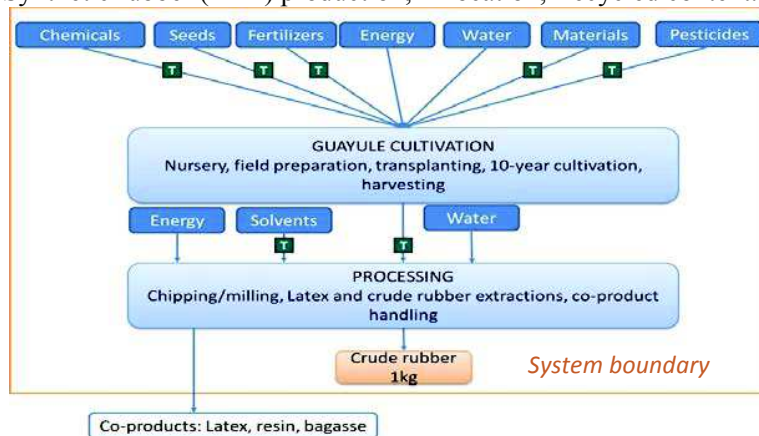 Chemicals Seeds Fertilizers Energy Water Materials Pesticides
T T T T T
GUAYULE CULTIVATION
Nursery, field preparation, transplanting, 10-year cultivation,
harvesting
Energy Solvents Water
T T
PROCESSING
Chipping/milling, Latex and crude rubber extractions, co-product
handling
Crude rubber
1kg
System boundary
Co-products: Latex, resin, bagasse